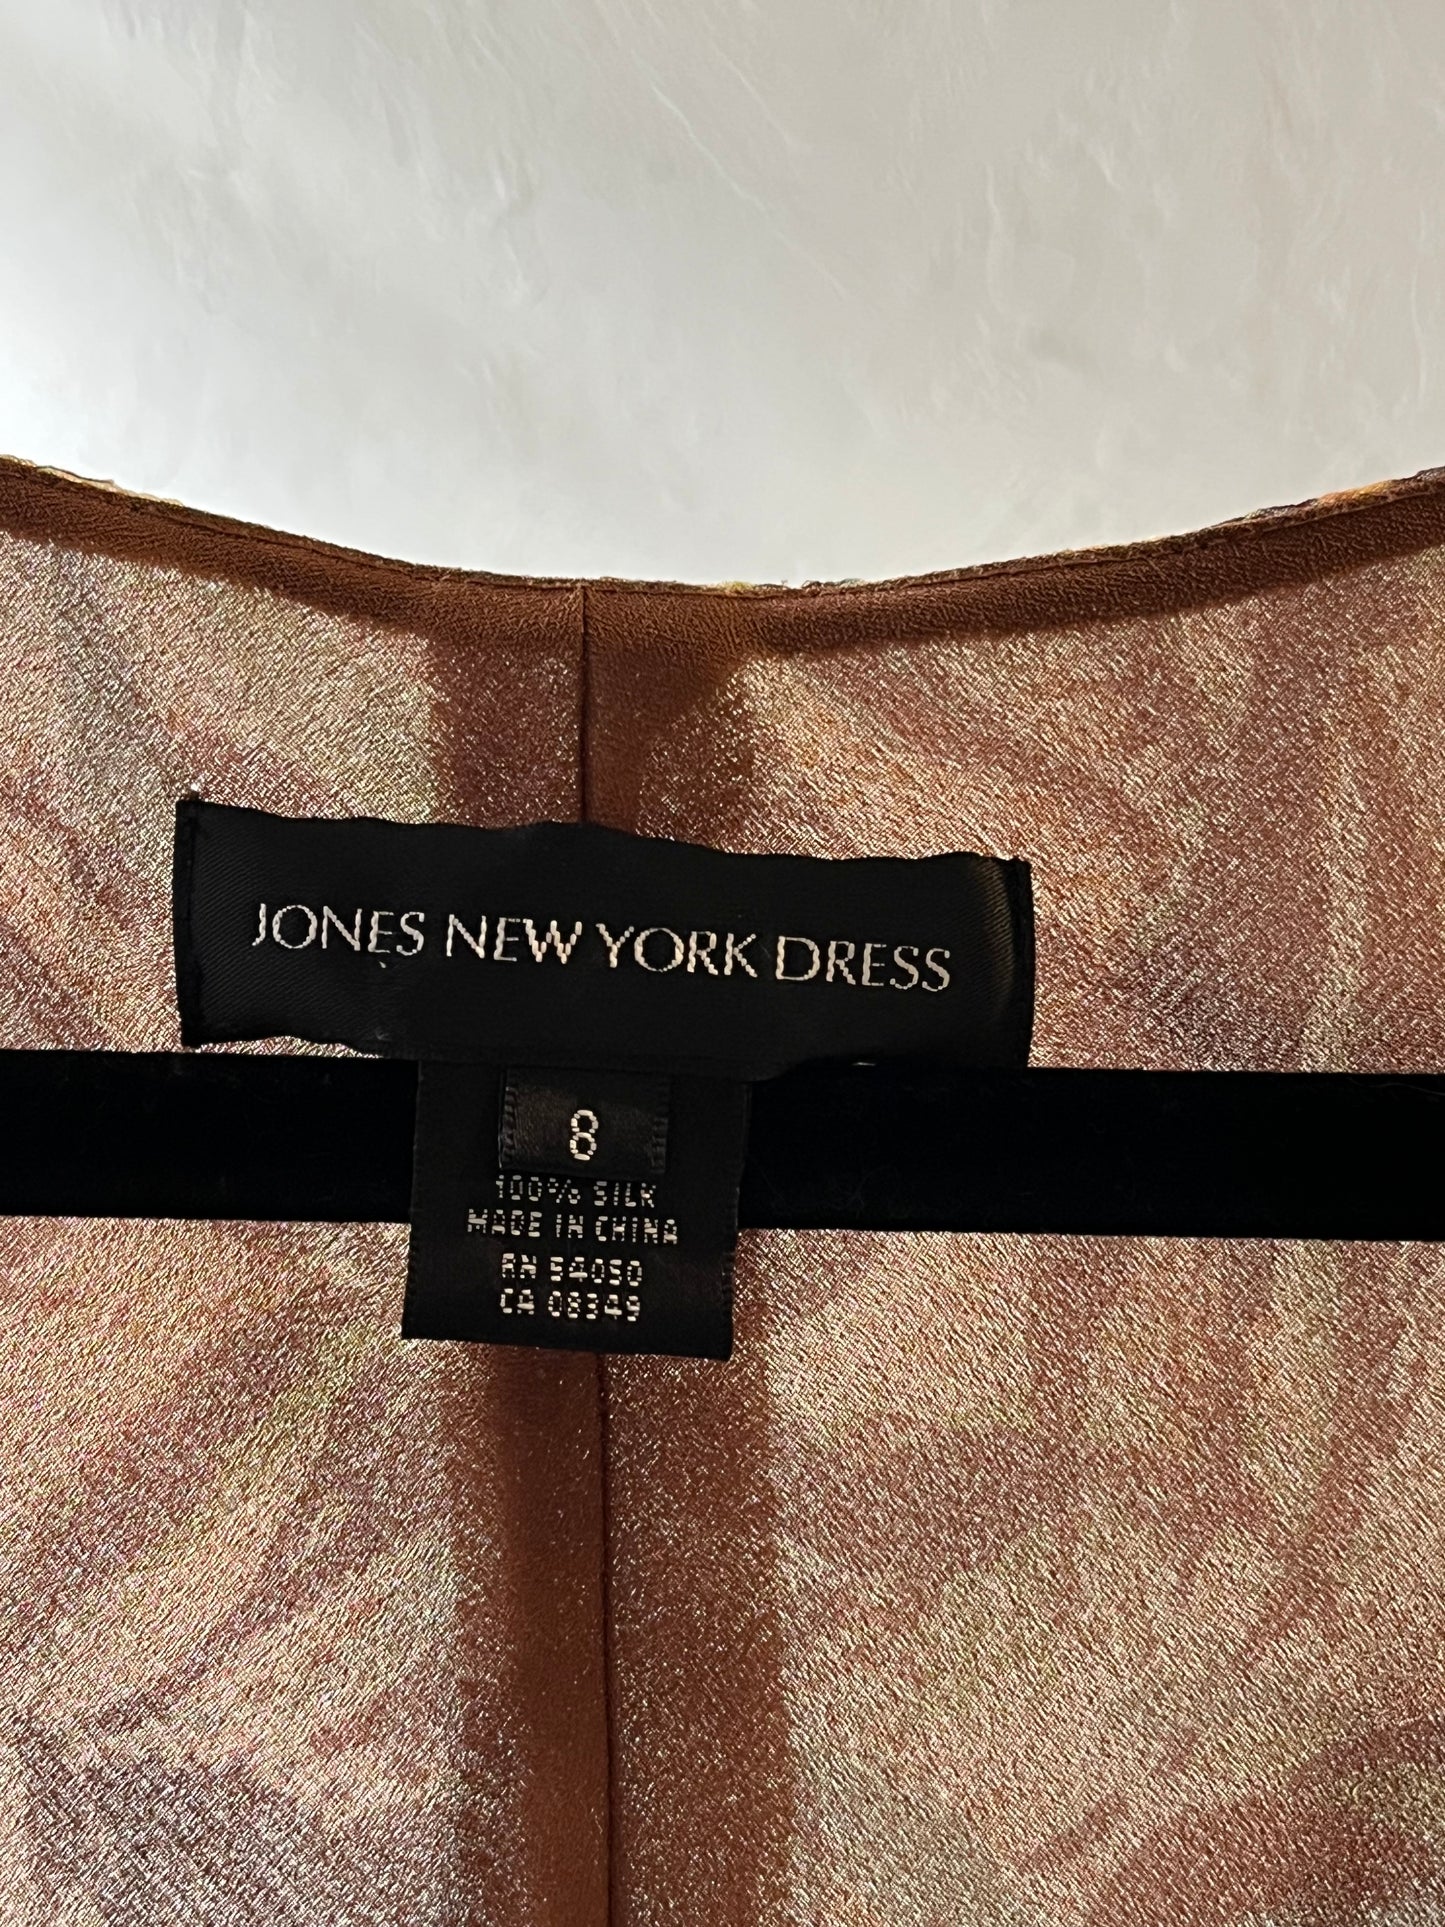 JONES NEW YORK DRESS
8
100% SILK
MADE IN CHINA
RN 54050
CA 08349